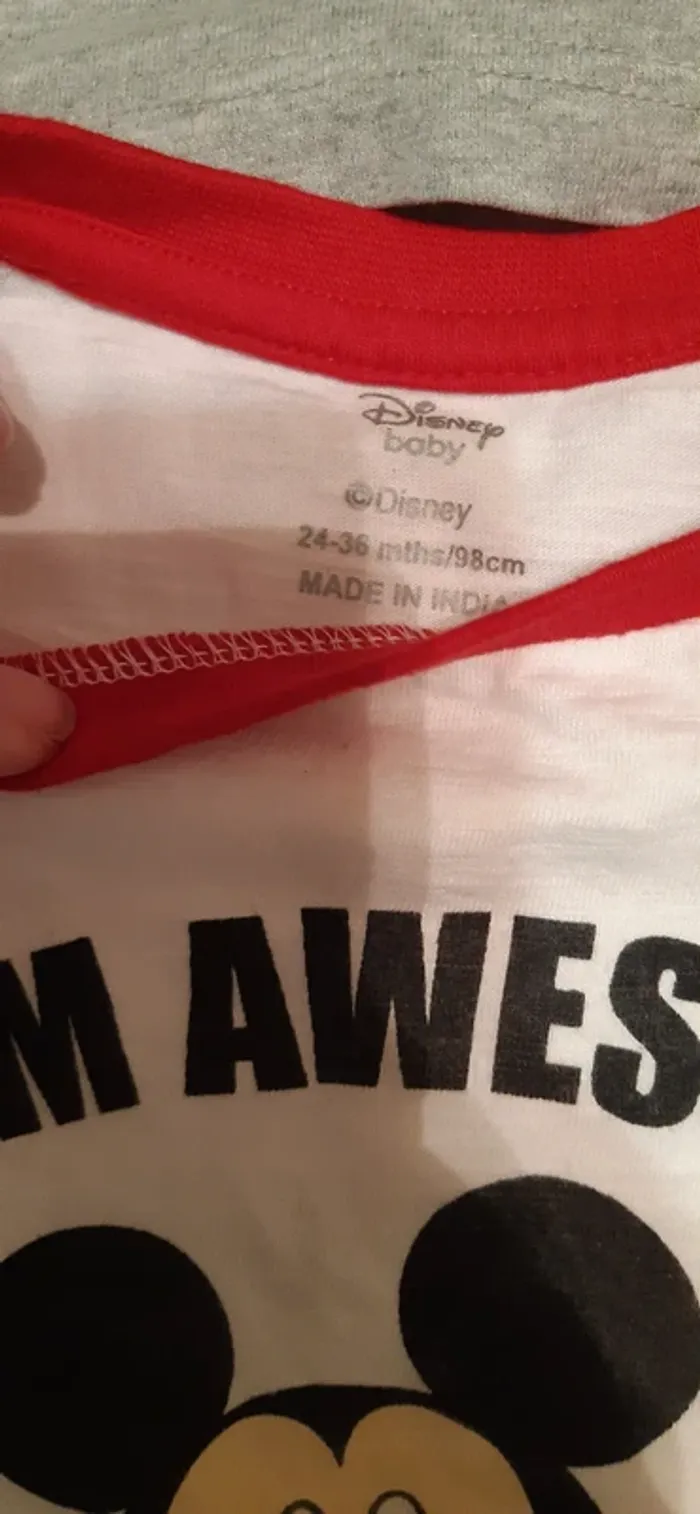 Disney
baby
©Disney
24-36 mths/98cm
MADE IN INDIA
M AWES